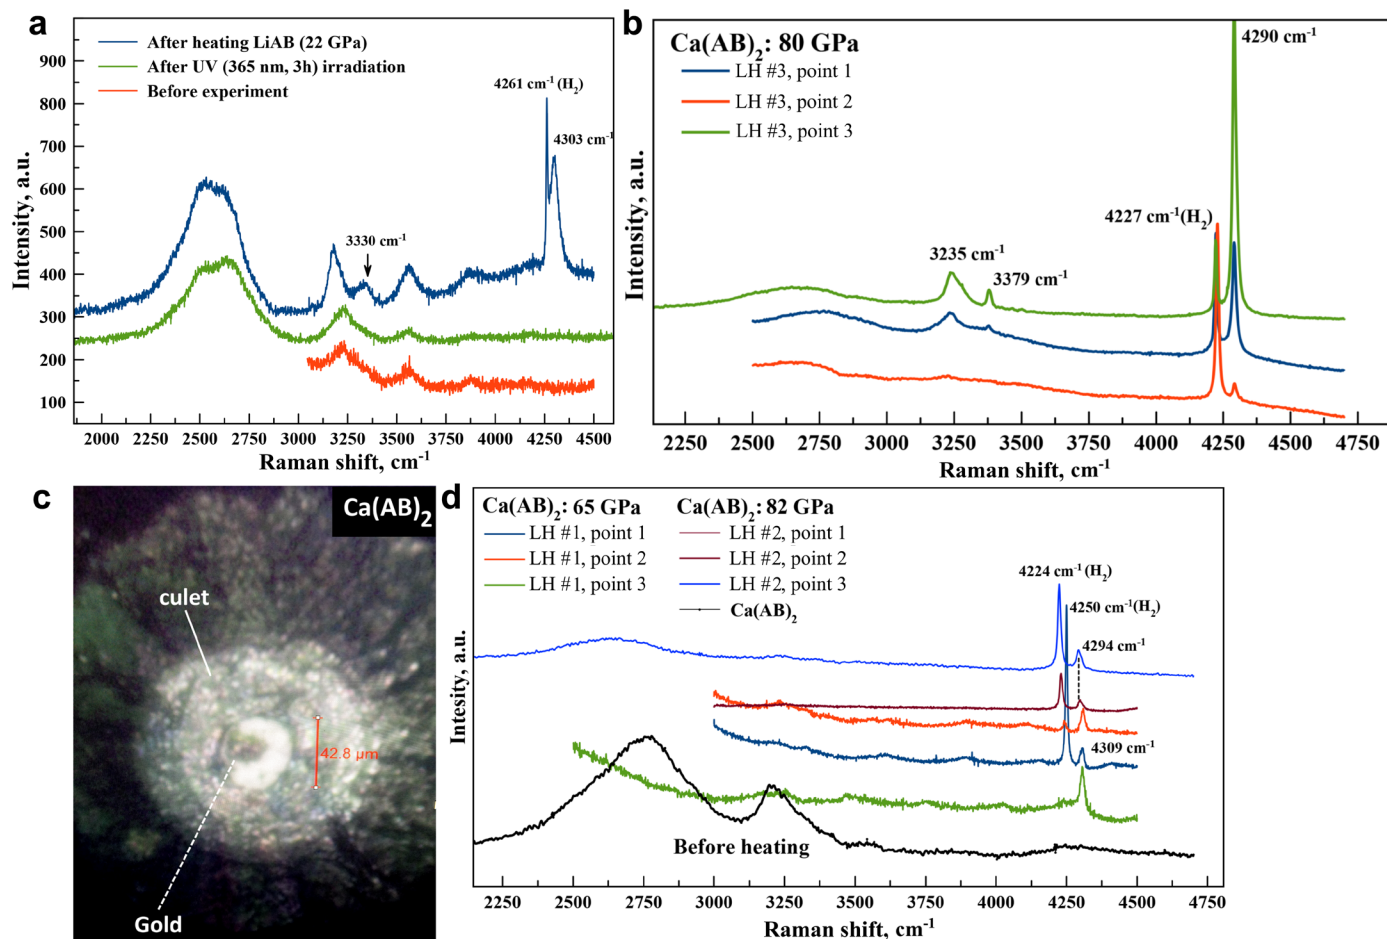 a
After heating LiAB (22 GPa)
After UV (365 nm, 3h) irradiation
Before experiment
4261 cm⁻¹ (H₂)
4303 cm⁻¹
3330 cm⁻¹
900
800
700
600
500
400
300
200
100
Intensity, a.u.
2000 2250 2500 2750 3000 3250 3500 3750 4000 4250 4500
Raman shift, cm⁻¹
b
Ca(AB)₂: 80 GPa
LH #3, point 1
LH #3, point 2
LH #3, point 3
4290 cm⁻¹
4227 cm⁻¹(H₂)
3235 cm⁻¹
3379 cm⁻¹
Intensity, a.u.
2250 2500 2750 3000 3250 3500 3750 4000 4250 4500 4750
Raman shift, cm⁻¹
c
Ca(AB)₂
culet
42.8 µm
Gold
d
Ca(AB)₂: 65 GPa
LH #1, point 1
LH #1, point 2
LH #1, point 3
Ca(AB)₂: 82 GPa
LH #2, point 1
LH #2, point 2
LH #2, point 3
Ca(AB)₂
4224 cm⁻¹ (H₂)
4250 cm⁻¹(H₂)
4294 cm⁻¹
4309 cm⁻¹
Before heating
Intesity, a.u.
2250 2500 2750 3000 3250 3500 3750 4000 4250 4500 4750
Raman shift, cm⁻¹